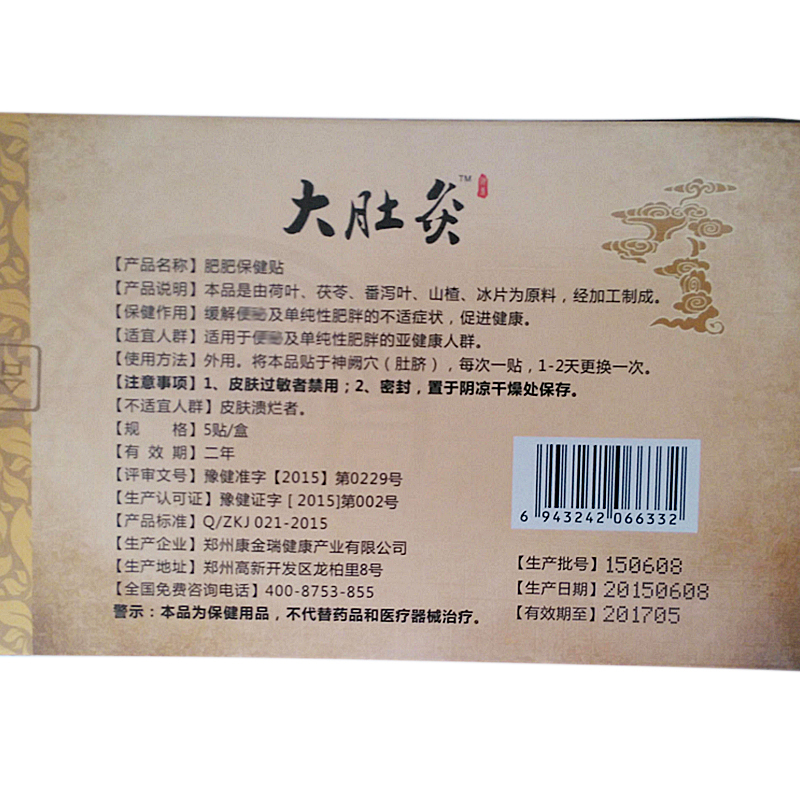 大肚灸™
【产品名称】肥肥保健贴
【产品说明】本品是由荷叶、茯苓、番泻叶、山楂、冰片为原料，经加工制成。
【保健作用】缓解便及单纯性肥胖的不适症状，促进健康。
【适宜人群】适用于便及单纯性肥胖的亚健康人群。
【使用方法】外用。将本品贴于神阙穴（肚脐），每次一贴，1-2天更换一次。
【注意事项】1、皮肤过敏者禁用；2、密封，置于阴凉干燥处保存。
【不适宜人群】皮肤溃烂者。
【规 格】5贴/盒
【有 效 期】二年
【评审文号】豫健准字【2015】第0229号
【生产许可证】豫健证字 [ 2015]第002号
【产品标准】Q/ZKJ 021-2015
【生产企业】郑州康金瑞健康产业有限公司
【生产地址】郑州高新开发区龙柏里8号
【全国免费咨询电话】400-8753-855
警示：本品为保健用品，不代替药品和医疗器械治疗。
6 943242 066332
【生产批号】150608
【生产日期】20150608
【有效期至】201705